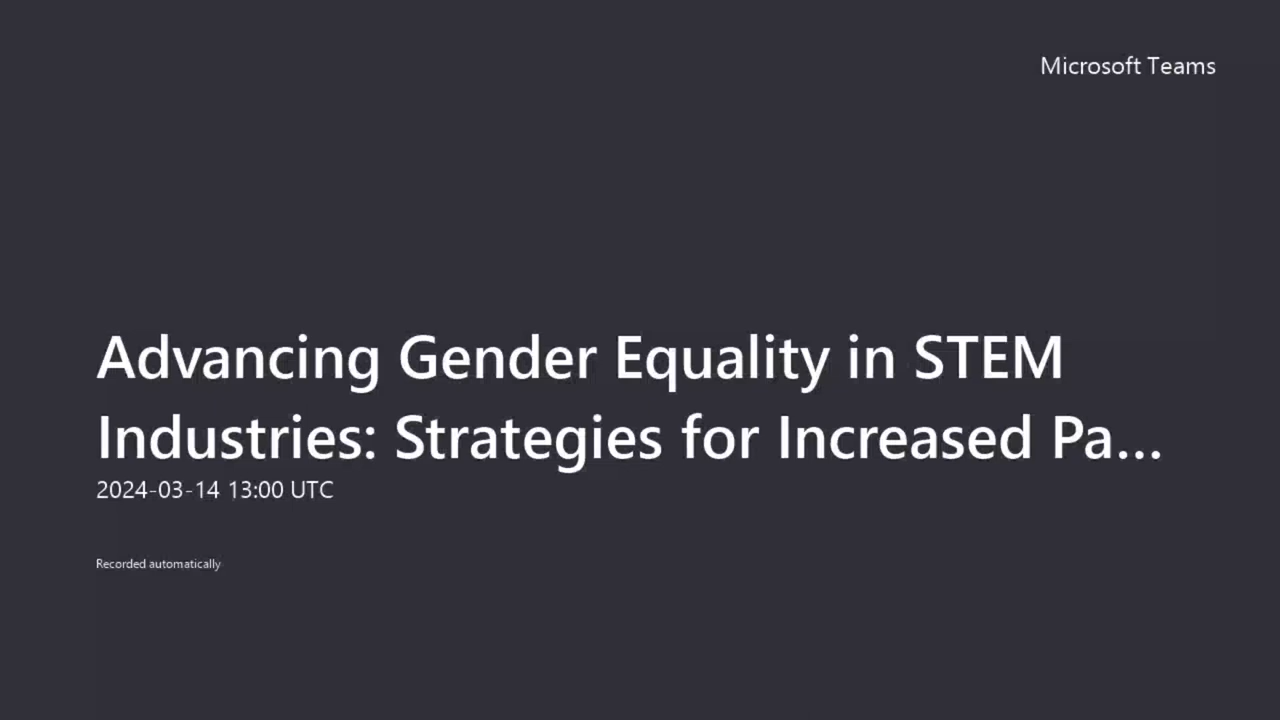 Microsoft Teams
Advancing Gender Equality in STEM
Industries: Strategies for Increased Pa...
2024-03-14 13:00 UTC
Recorded automatically